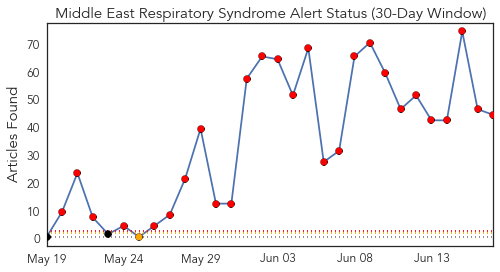 Middle East Respiratory Syndrome Alert Status (30-Day Window)
Articles Found
70
60
50
40
30
20
10
0
May 19 May 24 May 29 Jun 03 Jun 08 Jun 13